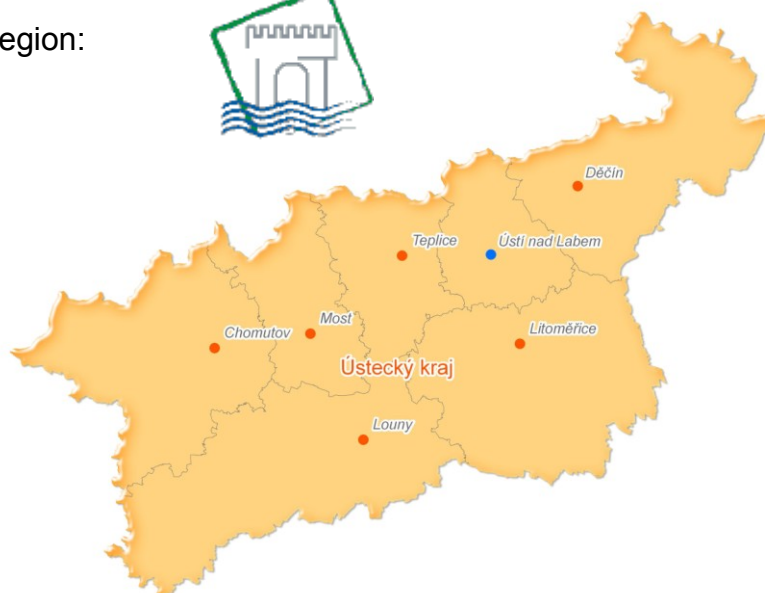 egion:
Děčín
Teplice
Ústí nad Labem
Most
Chomutov
Litoměřice
Ústecký kraj
Louny